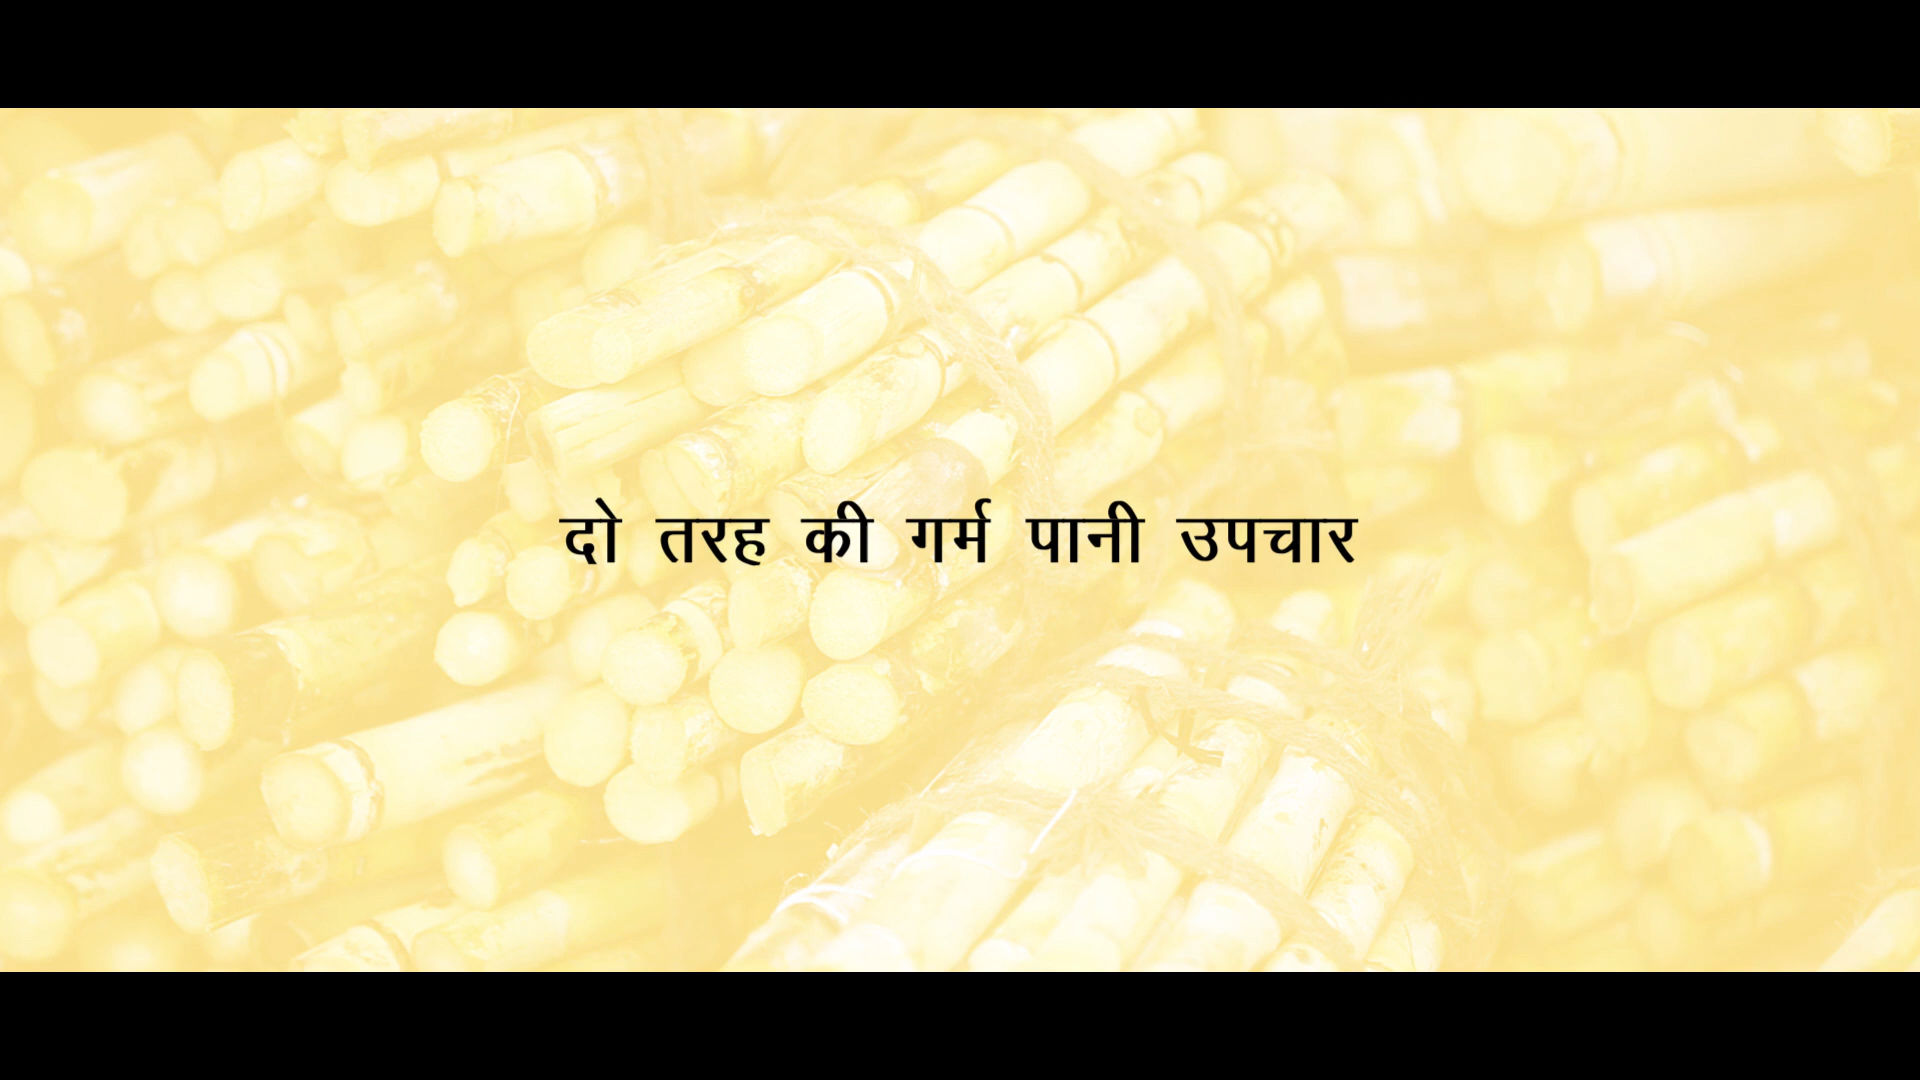 दो तरह की गर्म पानी उपचार